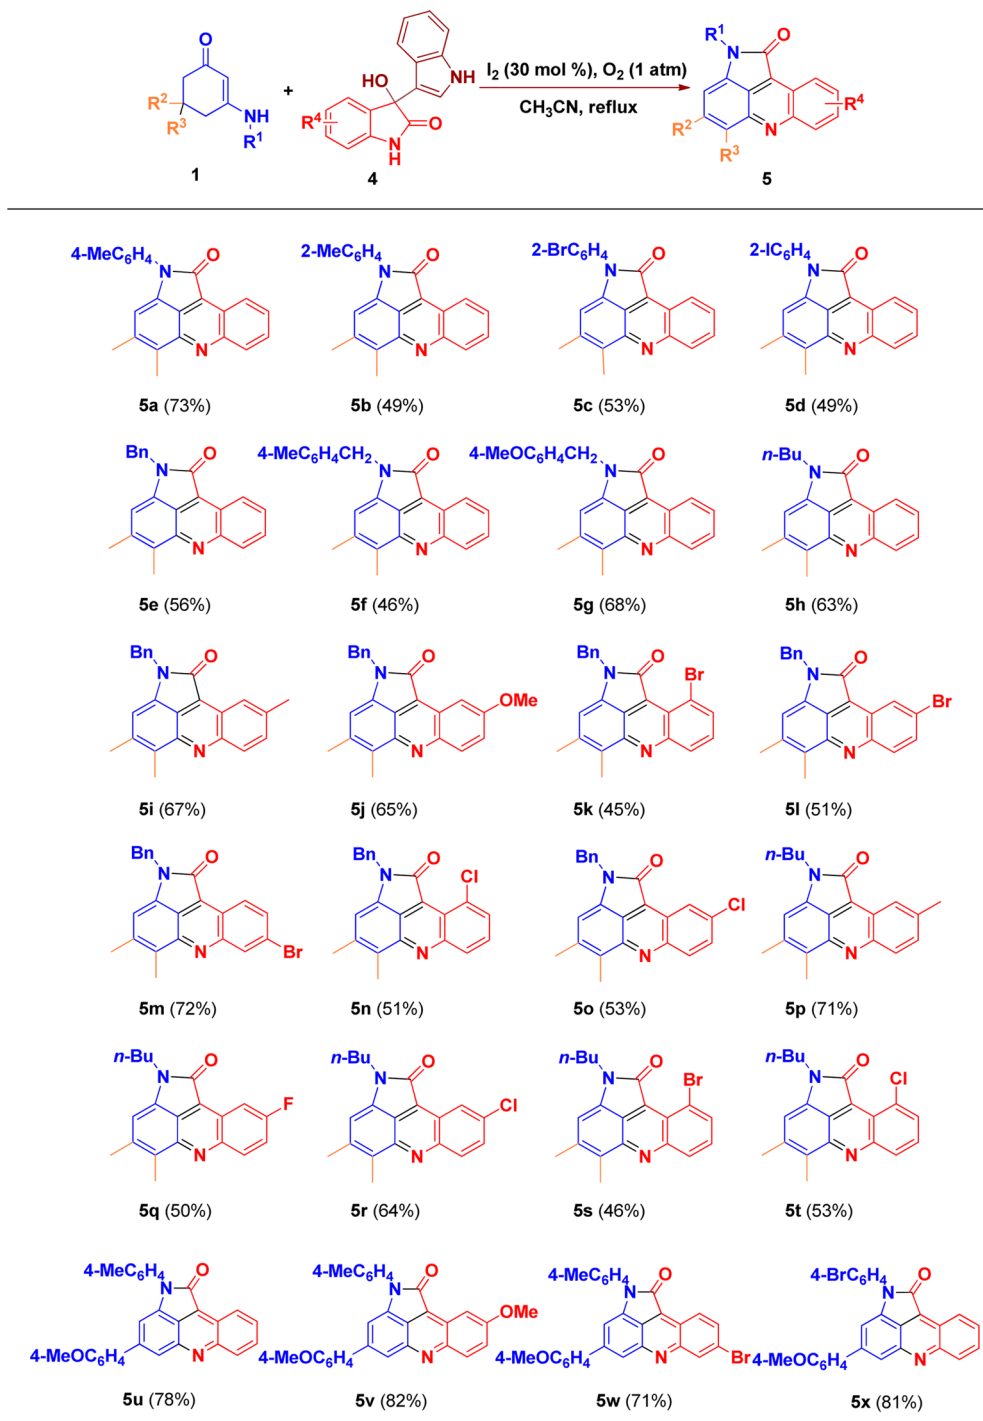 O
R²
R³
NH
R¹
1
+
HO
NH
R⁴
O
N
H
4
I₂ (30 mol %), O₂ (1 atm)
CH₃CN, reflux
R¹
N
O
R⁴
R²
N
R³
5
4-MeC₆H₄ N O N
2-MeC₆H₄ N O N
2-BrC₆H₄ N O N
2-IC₆H₄ N O N
5a (73%) 5b (49%) 5c (53%) 5d (49%)
Bn N O N
4-MeC₆H₄CH₂ N O N
4-MeOC₆H₄CH₂ N O N
n-Bu N O N
5e (56%) 5f (46%) 5g (68%) 5h (63%)
Bn N O N
Bn N O OMe N
Bn N O Br N
Bn N O Br N
5i (67%) 5j (65%) 5k (45%) 5l (51%)
Bn N O N Br
Bn N O Cl N
Bn N O Cl N
n-Bu N O N
5m (72%) 5n (51%) 5o (53%) 5p (71%)
n-Bu N O F N
n-Bu N O Cl N
n-Bu N O Br N
n-Bu N O Cl N
5q (50%) 5r (64%) 5s (46%) 5t (53%)
4-MeC₆H₄ N O 4-MeOC₆H₄ N
4-MeC₆H₄ N O OMe 4-MeOC₆H₄ N
4-MeC₆H₄ N O 4-MeOC₆H₄ N Br
4-BrC₆H₄ N O 4-MeOC₆H₄ N
5u (78%) 5v (82%) 5w (71%) 5x (81%)